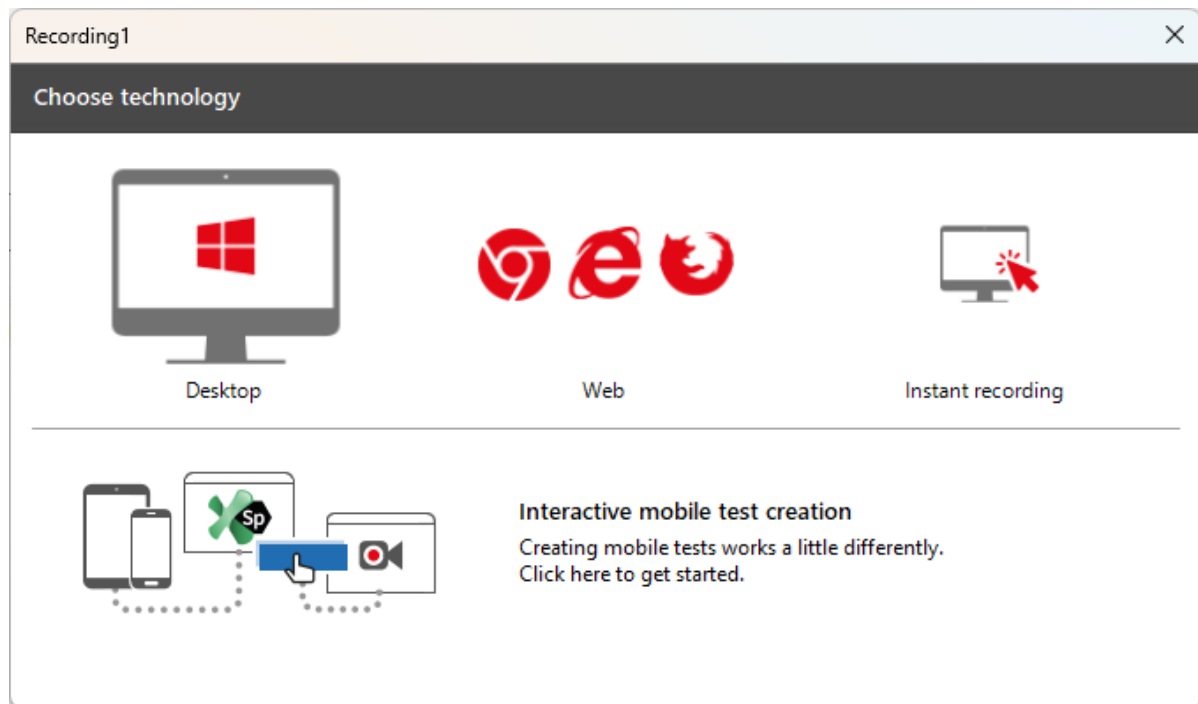 Recording1
Choose technology
Desktop
Web
Instant recording
Sp
Interactive mobile test creation
Creating mobile tests works a little differently.
Click here to get started.